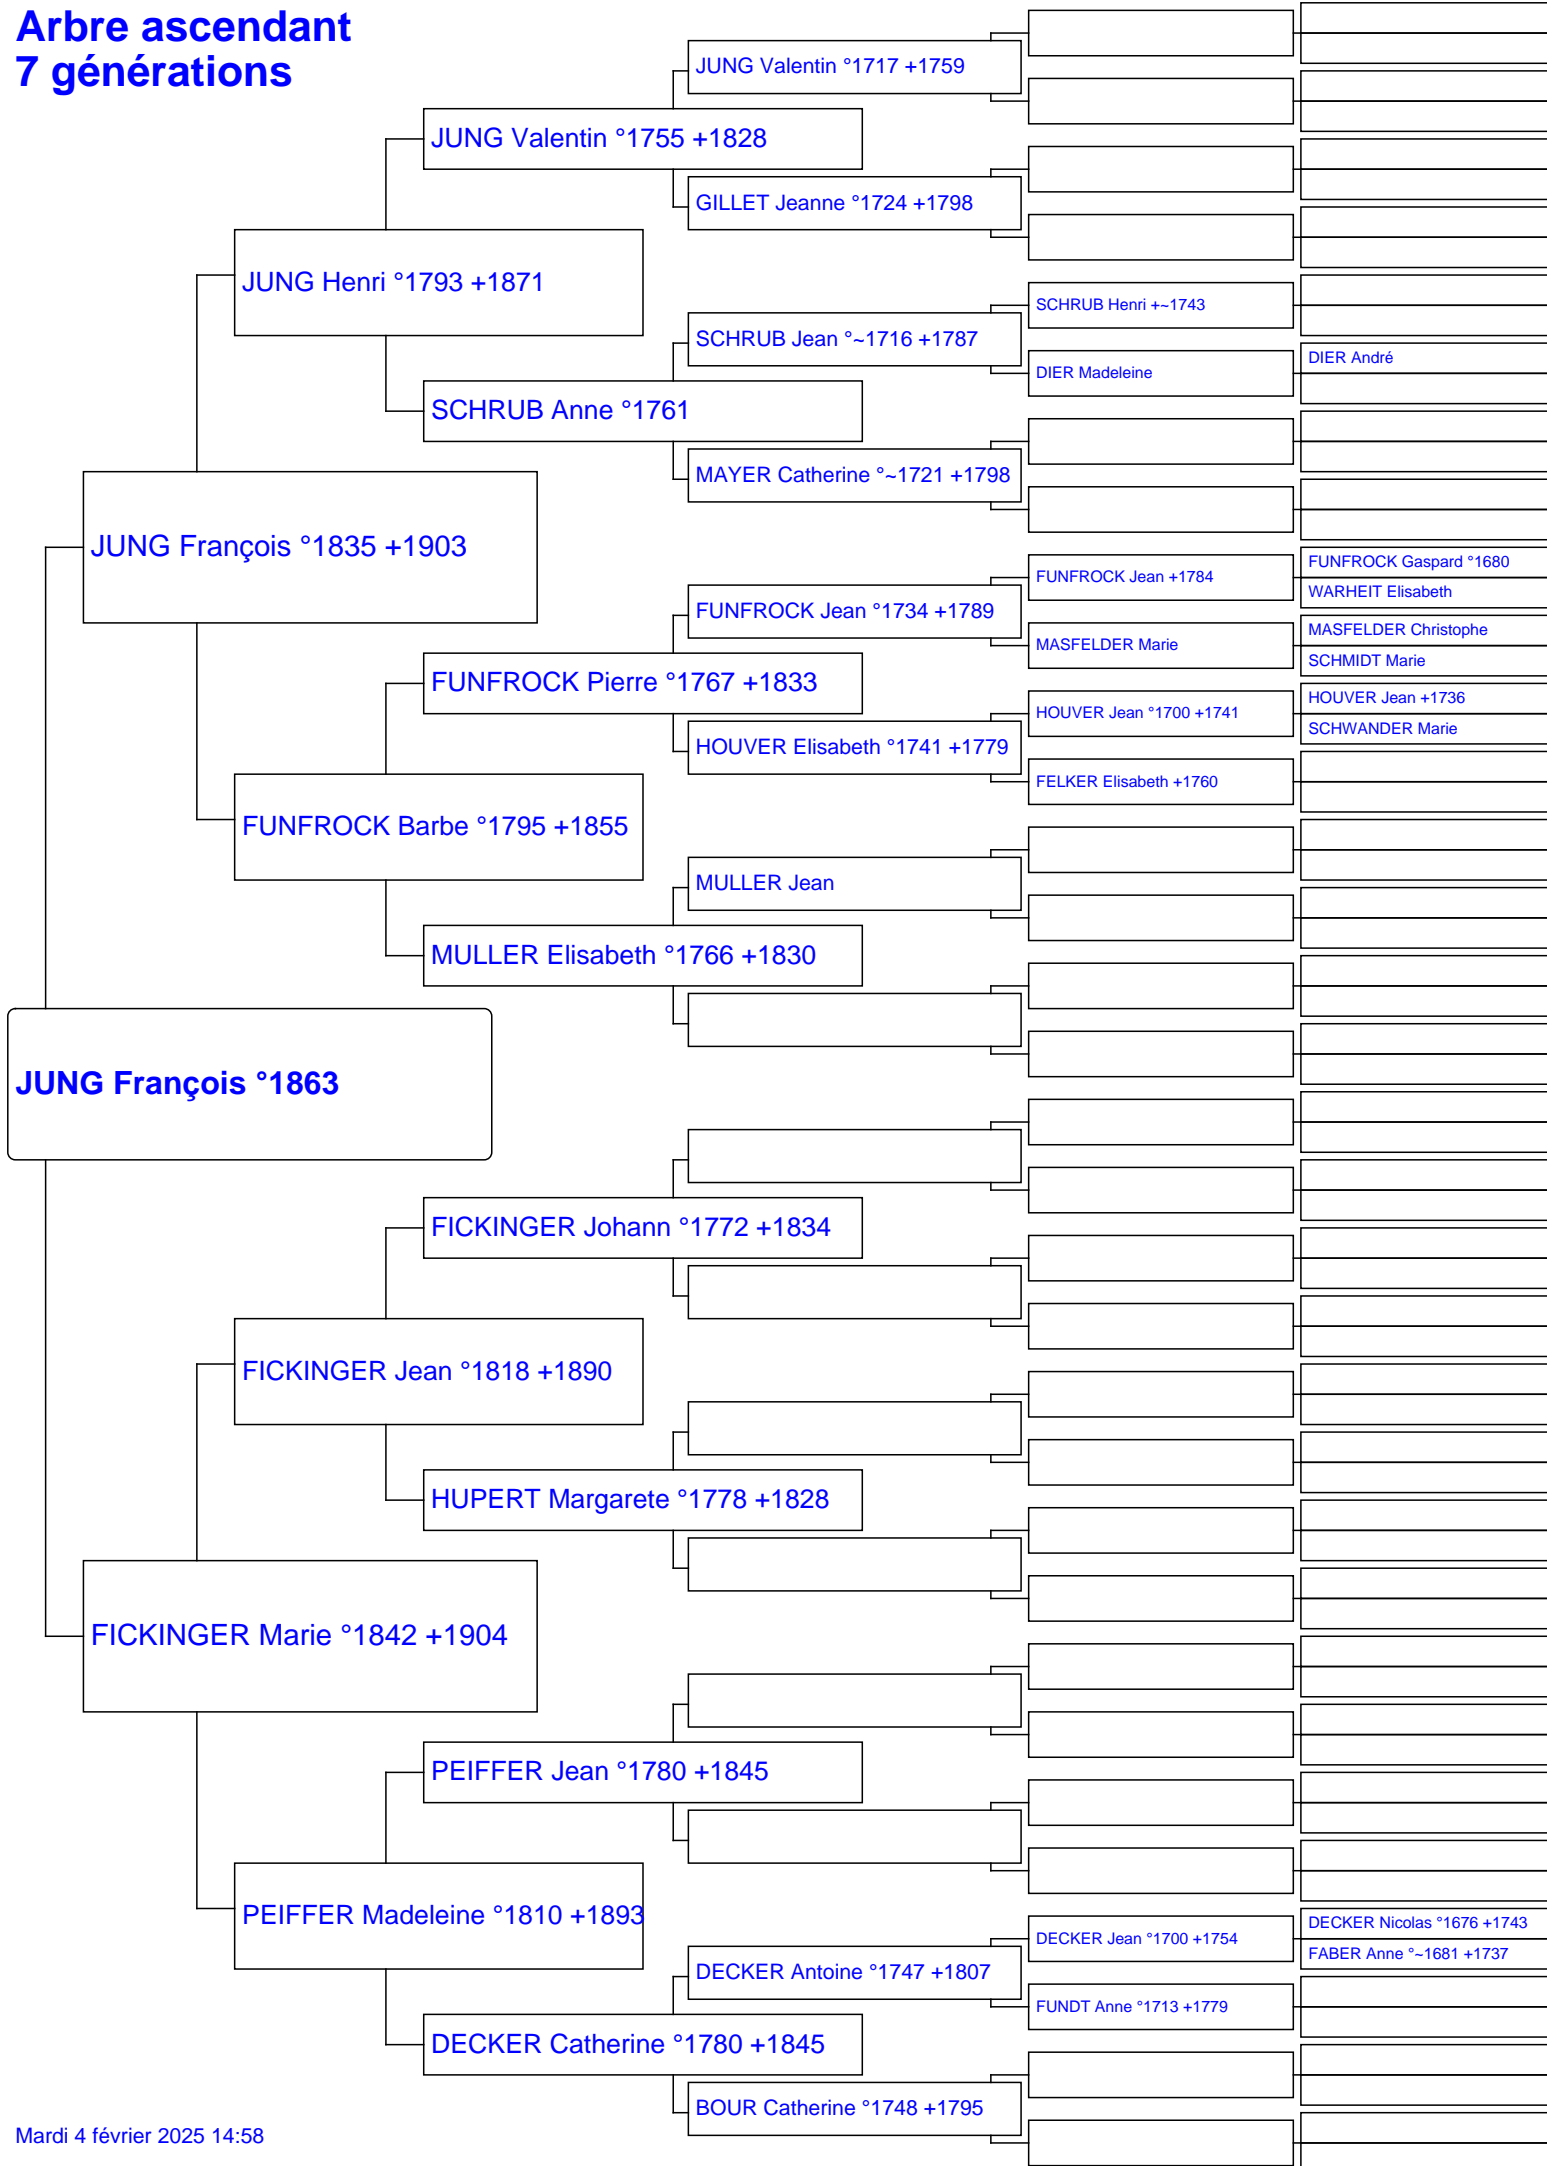 Arbre ascendant
7 générations
JUNG Valentin °1717 +1759
JUNG Valentin °1755 +1828
GILLET Jeanne °1724 +1798
JUNG Henri °1793 +1871
SCHRUB Henri +~1743
SCHRUB Jean °~1716 +1787
DIER André
DIER Madeleine
SCHRUB Anne °1761
MAYER Catherine °~1721 +1798
JUNG François °1835 +1903
FUNFROCK Gaspard °1680
FUNFROCK Jean +1784
WARHEIT Elisabeth
FUNFROCK Jean °1734 +1789
MASFELDER Christophe
MASFELDER Marie
SCHMIDT Marie
FUNFROCK Pierre °1767 +1833
HOUVER Jean +1736
HOUVER Jean °1700 +1741
SCHWANDER Marie
HOUVER Elisabeth °1741 +1779
FELKER Elisabeth +1760
FUNFROCK Barbe °1795 +1855
MULLER Jean
MULLER Elisabeth °1766 +1830
JUNG François °1863
FICKINGER Johann °1772 +1834
FICKINGER Jean °1818 +1890
HUPERT Margarete °1778 +1828
FICKINGER Marie °1842 +1904
PEIFFER Jean °1780 +1845
PEIFFER Madeleine °1810 +1893
DECKER Nicolas °1676 +1743
DECKER Jean °1700 +1754
FABER Anne °~1681 +1737
DECKER Antoine °1747 +1807
FUNDT Anne °1713 +1779
DECKER Catherine °1780 +1845
BOUR Catherine °1748 +1795
Mardi 4 février 2025 14:58